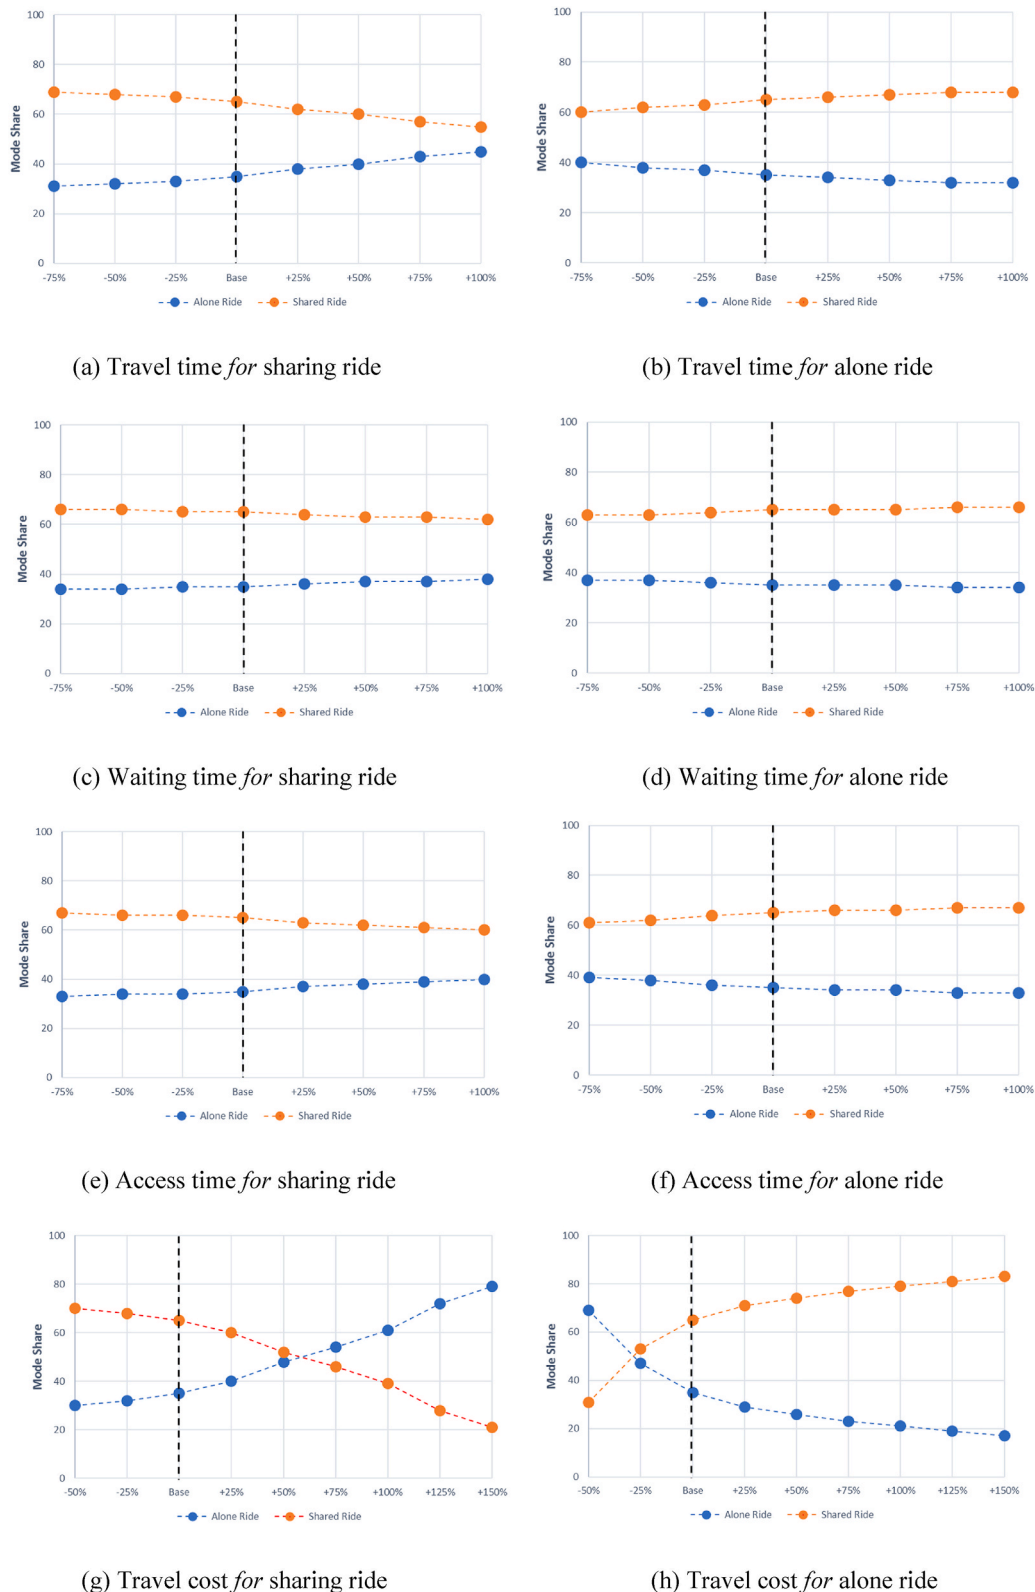 100
80
60
40
20
0
Mode Share
-75% -50% -25% Base +25% +50% +75% +100%
Alone Ride Shared Ride
(a) Travel time for sharing ride
100
80
60
40
20
0
Mode Share
-75% -50% -25% Base +25% +50% +75% +100%
Alone Ride Shared Ride
(b) Travel time for alone ride
100
80
60
40
20
0
Mode Share
-75% -50% -25% Base +25% +50% +75% +100%
Alone Ride Shared Ride
(c) Waiting time for sharing ride
100
80
60
40
20
0
Mode Share
-75% -50% -25% Base +25% +50% +75% +100%
Alone Ride Shared Ride
(d) Waiting time for alone ride
100
80
60
40
20
0
Mode Share
-75% -50% -25% Base +25% +50% +75% +100%
Alone Ride Shared Ride
(e) Access time for sharing ride
100
80
60
40
20
0
Mode Share
-75% -50% -25% Base +25% +50% +75% +100%
Alone Ride Shared Ride
(f) Access time for alone ride
100
80
60
40
20
0
Mode Share
-50% -25% Base +25% +50% +75% +100% +125% +150%
Alone Ride Shared Ride
(g) Travel cost for sharing ride
100
80
60
40
20
0
Mode Share
-50% -25% Base +25% +50% +75% +100% +125% +150%
Alone Ride Shared Ride
(h) Travel cost for alone ride